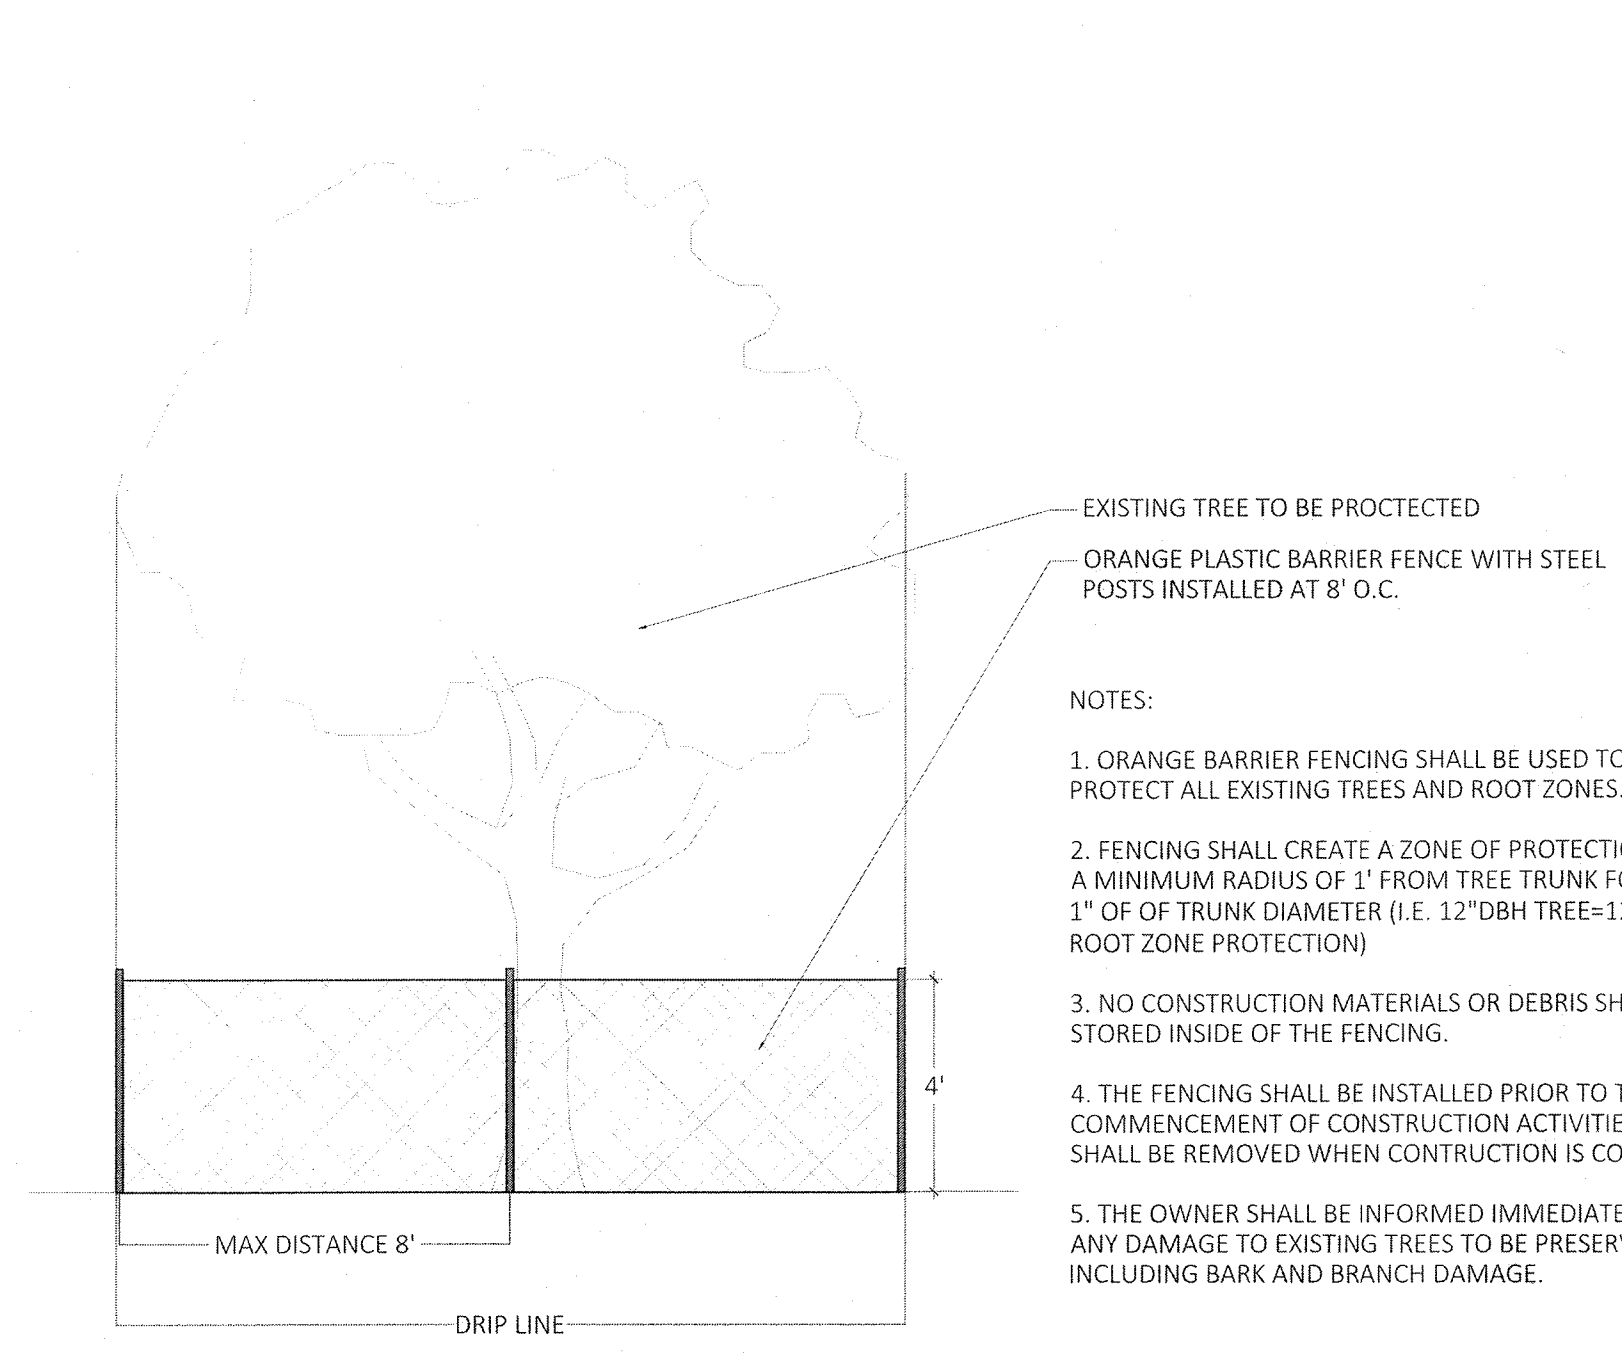 EXISTING TREE TO BE PROCTECTED
ORANGE PLASTIC BARRIER FENCE WITH STEEL
POSTS INSTALLED AT 8' O.C.
NOTES:
1. ORANGE BARRIER FENCING SHALL BE USED TO
PROTECT ALL EXISTING TREES AND ROOT ZONES.
2. FENCING SHALL CREATE A ZONE OF PROTECTI
A MINIMUM RADIUS OF 1' FROM TREE TRUNK
1" OF OF TRUNK DIAMETER (I.E. 12"DBH TREE=1
ROOT ZONE PROTECTION)
3. NO CONSTRUCTION MATERIALS OR DEBRIS SH
STORED INSIDE OF THE FENCING.
4'
4. THE FENCING SHALL BE INSTALLED PRIOR TO
COMMENCEMENT OF CONSTRUCTION ACTIVITIE
SHALL BE REMOVED WHEN CONTRUCTION IS CO
5. THE OWNER SHALL BE INFORMED IMMEDIATE
ANY DAMAGE TO EXISTING TREES TO BE PRESER
INCLUDING BARK AND BRANCH DAMAGE.
MAX DISTANCE 8'
DRIP LINE